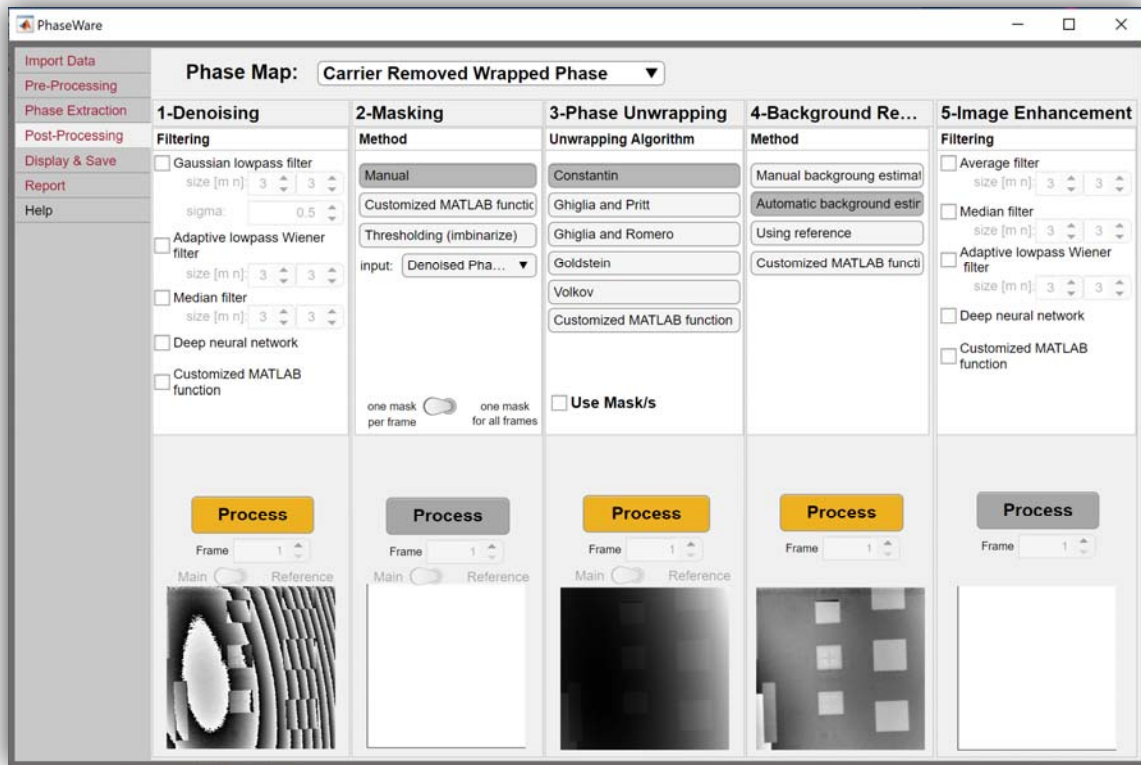 PhaseWare
Import Data
Pre-Processing
Phase Extraction
Post-Processing
Display & Save
Report
Help
Phase Map: Carrier Removed Wrapped Phase
1-Denoising
Filtering
Gaussian lowpass filter
size [m n]: 3 3
sigma: 0.5
Adaptive lowpass Wiener
filter
size [m n]: 3 3
Median filter
size [m n]: 3 3
Deep neural network
Customized MATLAB
function
Process
Frame 1
Main Reference
2-Masking
Method
Manual
Customized MATLAB functic
Thresholding (imbinarize)
input: Denoised Pha...
one mask one mask
per frame for all frames
Process
Frame 1
Main Reference
3-Phase Unwrapping
Unwrapping Algorithm
Constantin
Ghiglia and Pritt
Ghiglia and Romero
Goldstein
Volkov
Customized MATLAB function
Use Mask/s
Process
Frame 1
Main Reference
4-Background Re...
Method
Manual backgroung estimat
Automatic background estir
Using reference
Customized MATLAB functi
Process
Frame 1
5-Image Enhancement
Filtering
Average filter
size [m n]: 3 3
Median filter
size [m n]: 3 3
Adaptive lowpass Wiener
filter
size [m n]: 3 3
Deep neural network
Customized MATLAB
function
Process
Frame 1